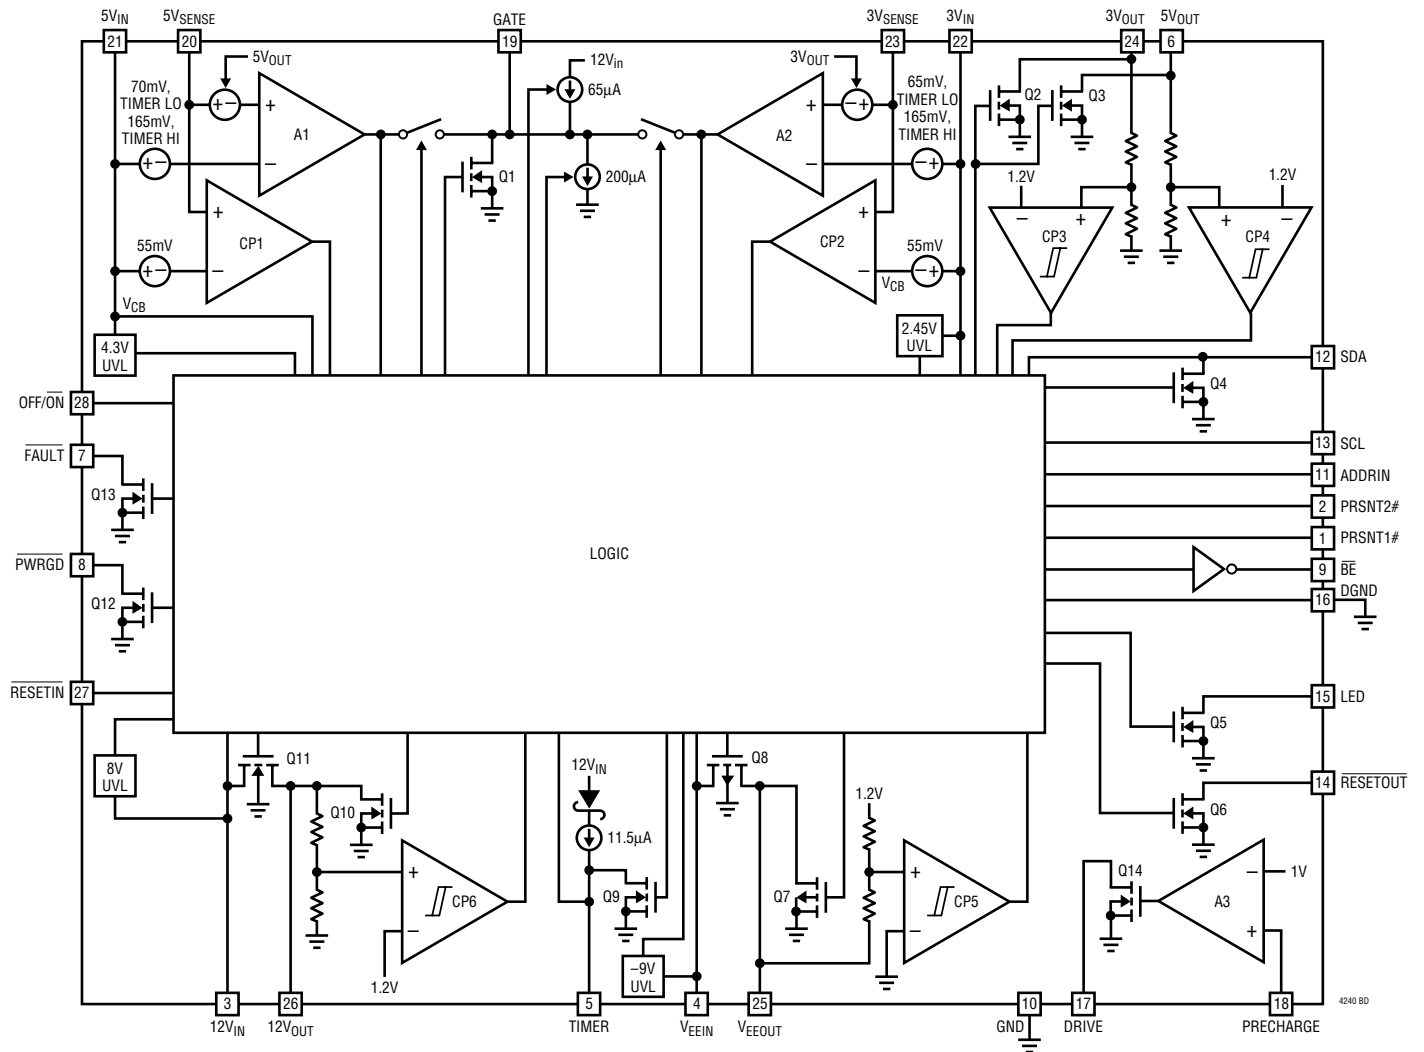 5VIN
5VSENSE
GATE
3VSENSE
3VIN
3VOUT
5VOUT
21
20
19
23
22
24
6
5VOUT
12Vin
3VOUT
70mV,
TIMER LO
165mV,
TIMER HI
+−
+
A1
−
+−
65µA
200µA
Q1
+
A2
−
−+
−+
65mV,
TIMER LO
165mV,
TIMER HI
Q2
Q3
1.2V
1.2V
55mV
+−
+
CP1
−
+
CP2
−
55mV
−+
VCB
VCB
−
+
CP3
+
−
CP4
4.3V
UVL
2.45V
UVL
12
SDA
Q4
OFF/ON
28
FAULT
7
Q13
PWRGD
8
Q12
RESETIN
27
LOGIC
13
SCL
11
ADDRIN
2
PRSNT2#
1
PRSNT1#
9
BE
DGND
16
15
LED
Q5
14
RESETOUT
Q6
8V
UVL
Q11
Q10
+
CP6
−
1.2V
12VIN
11.5µA
Q9
−9V
UVL
Q8
Q7
1.2V
+
CP5
−
Q14
−
A3
+
1V
3
26
5
4
25
10
17
18
12VIN
12VOUT
TIMER
VEEIN
VEEOUT
GND
DRIVE
PRECHARGE
4240 BD